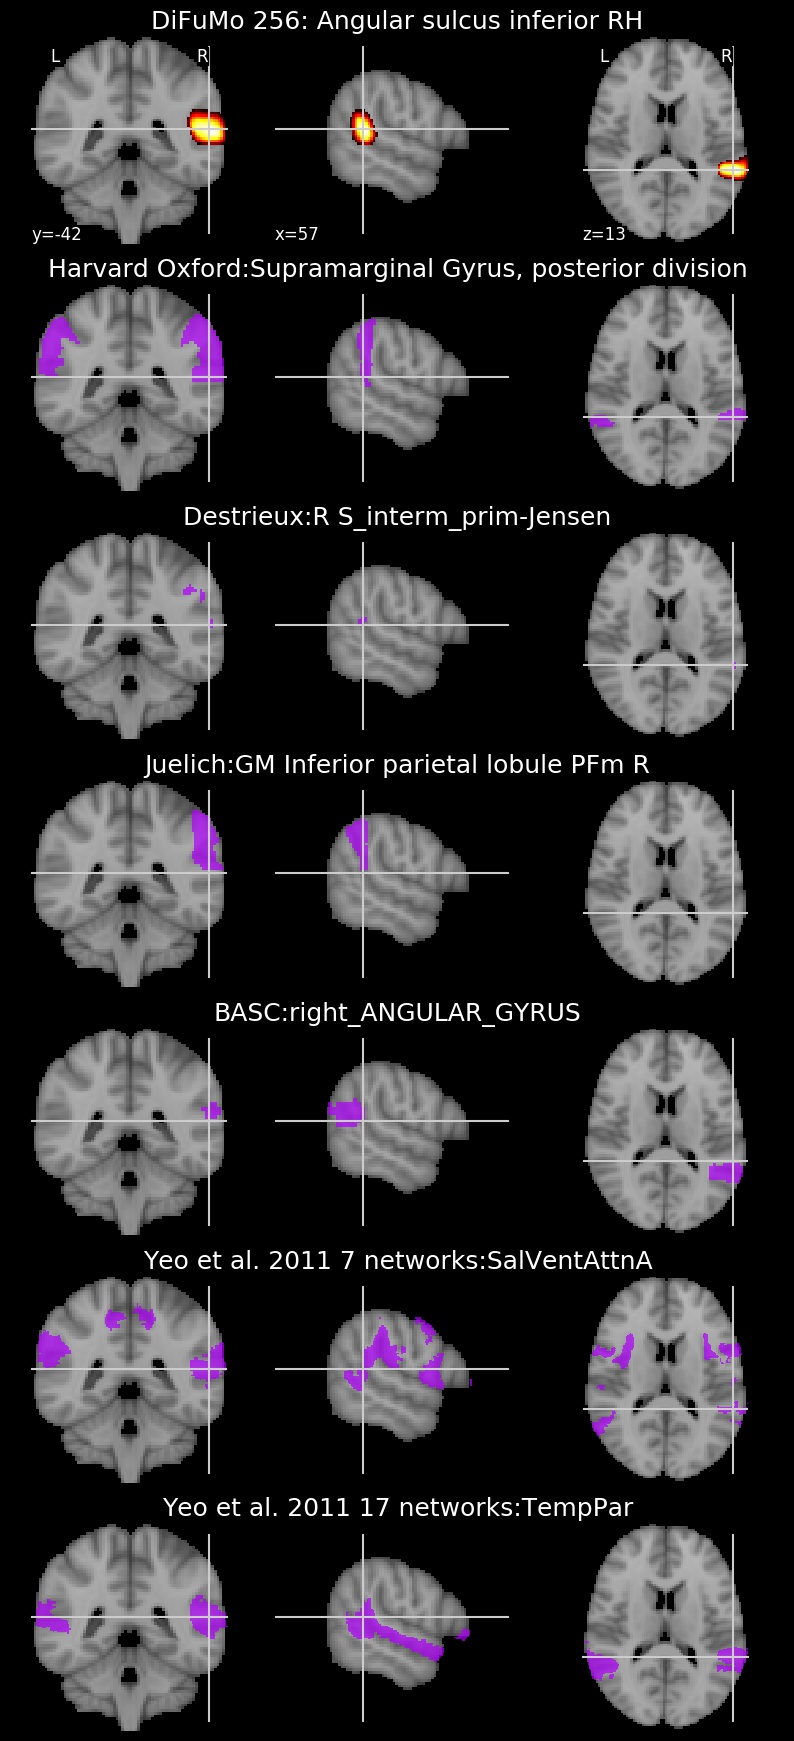 DiFuMo 256: Angular sulcus inferior RH
L R L R
y=-42 x=57 z=13
Harvard Oxford:Supramarginal Gyrus, posterior division
Destrieux:R S_interm_prim-Jensen
Juelich:GM Inferior parietal lobule PFm R
BASC:right_ANGULAR_GYRUS
Yeo et al. 2011 7 networks:SalVentAttnA
Yeo et al. 2011 17 networks:TempPar